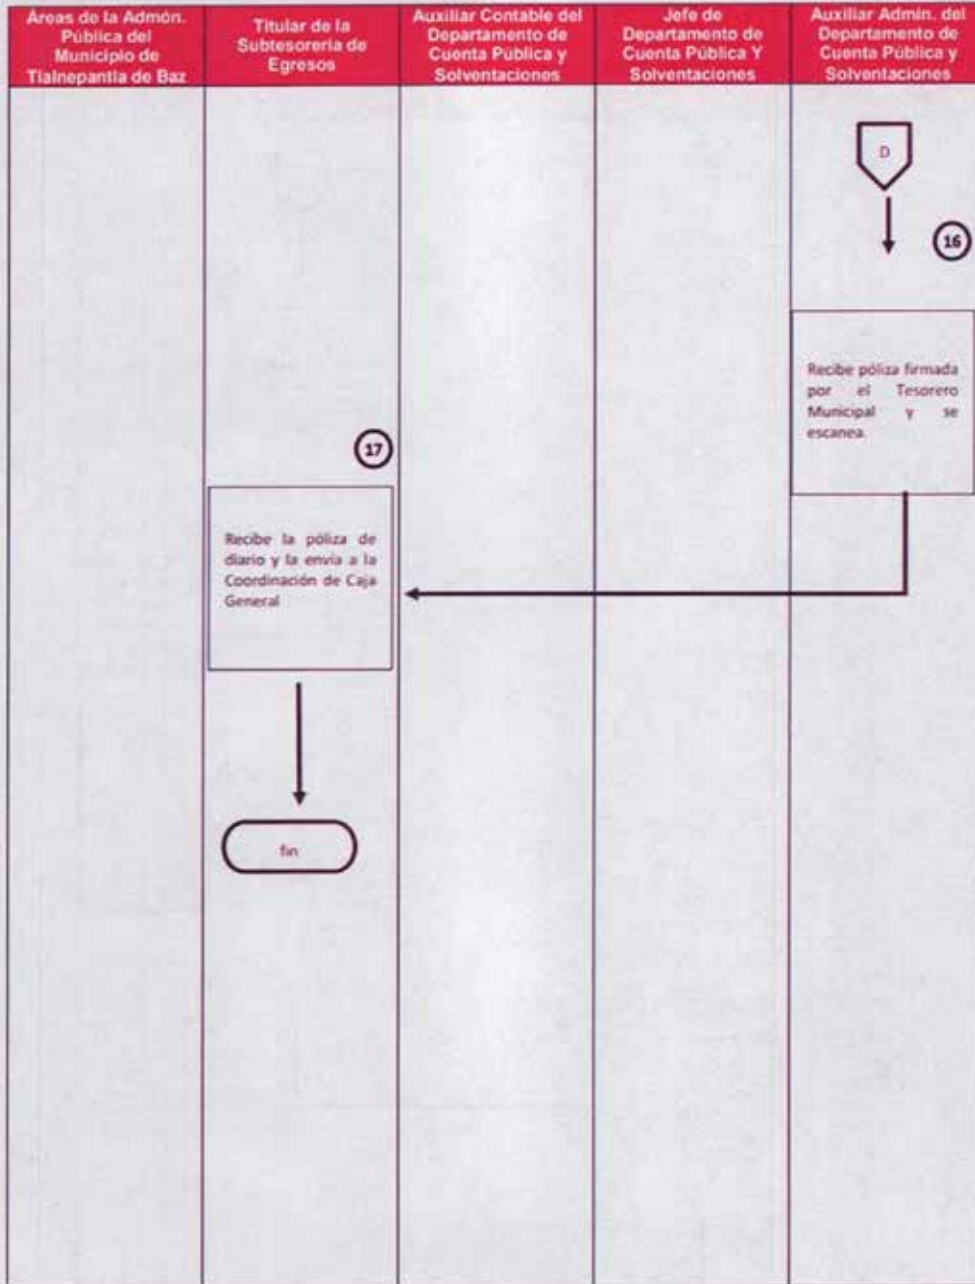 Áreas de la Admón.
Pública del
Municipio de
Tlalnepantla de Baz
Titular de la
Subtesorería de
Egresos
Auxiliar Contable del
Departamento de
Cuenta Pública y
Solventaciones
Jefe de
Departamento de
Cuenta Pública Y
Solventaciones
Auxiliar Admin. del
Departamento de
Cuenta Pública y
Solventaciones
D
16
Recibe póliza firmada
por el Tesorero
Municipal y se
escanea.
17
Recibe la póliza de
diario y la envía a la
Coordinación de Caja
General
fin